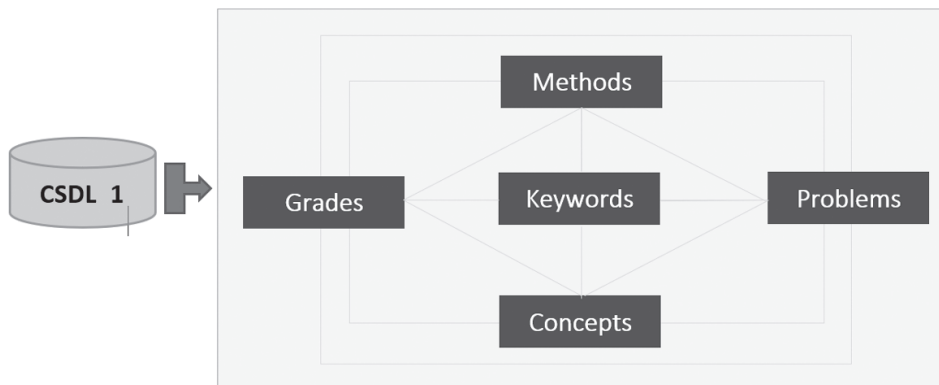 Methods
CSDL 1
Grades
Keywords
Problems
Concepts